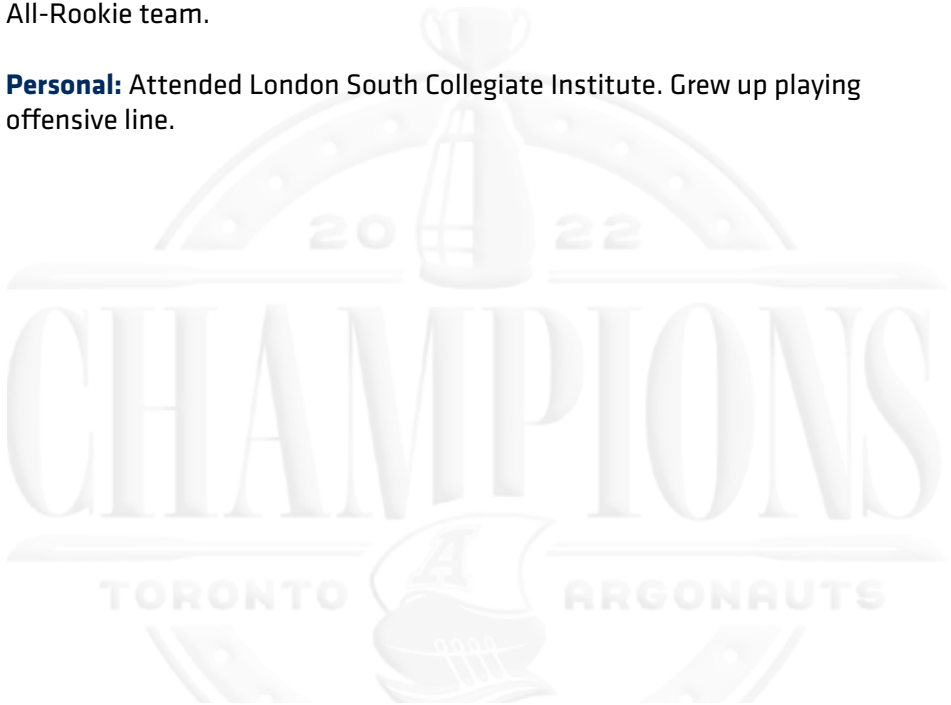 All-Rookie team.
Personal: Attended London South Collegiate Institute. Grew up playing
offensive line.
20 22
CHAMPIONS
A
TORONTO ARGONAUTS